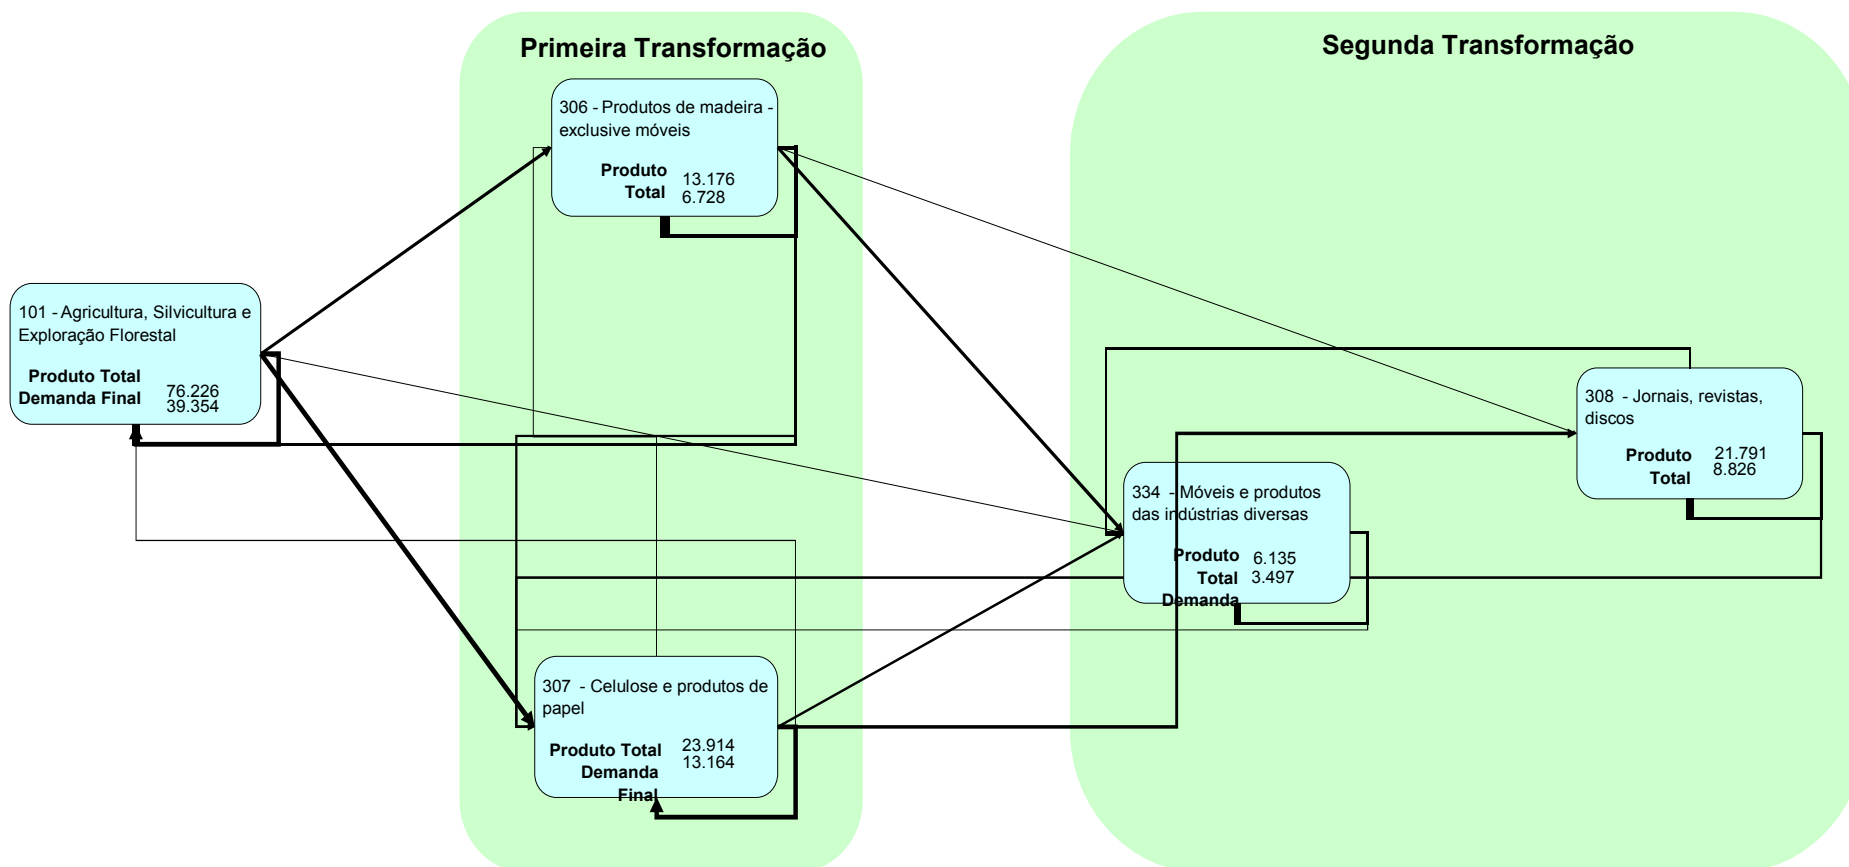 Primeira Transformação
Segunda Transformação
306 - Produtos de madeira -
exclusive móveis
Produto 13.176
Total 6.728
101 - Agricultura, Silvicultura e
Exploração Florestal
Produto Total 76.226
Demanda Final 39.354
308 - Jornais, revistas,
discos
Produto 21.791
Total 8.826
334 - Móveis e produtos
das indústrias diversas
Produto 6.135
Total 3.497
Demanda
307 - Celulose e produtos de
papel
Produto Total 23.914
Demanda 13.164
Final